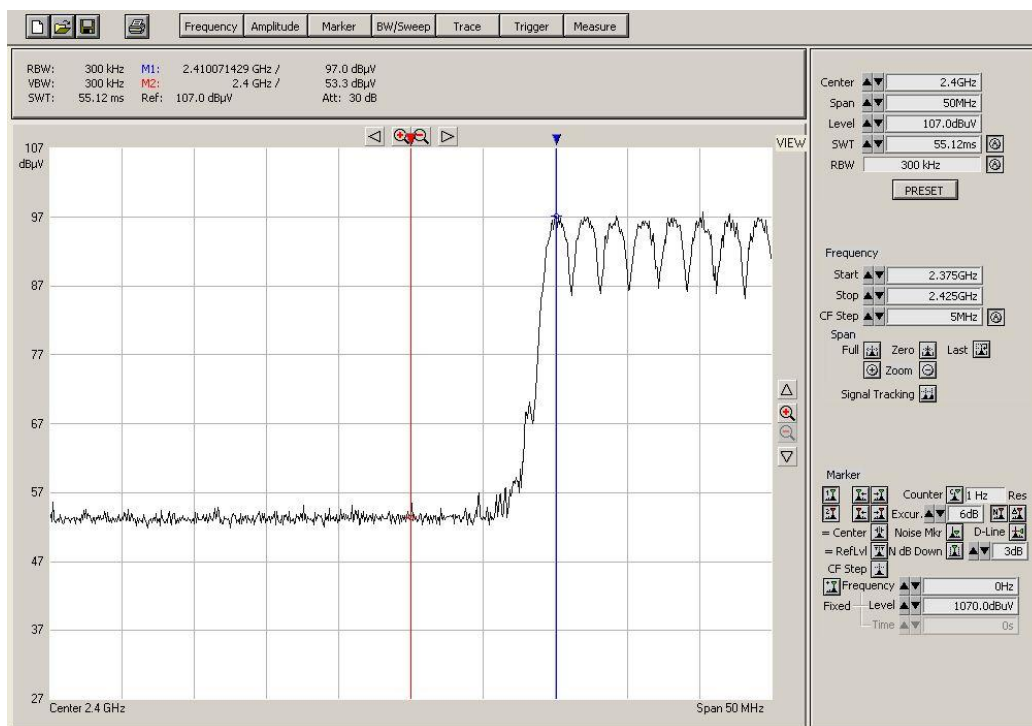 Frequency Amplitude Marker BW/Sweep Trace Trigger Measure
RBW: 300 kHz M1: 2.410071429 GHz / 97.0 dBµV
VBW: 300 kHz M2: 2.4 GHz / 53.3 dBµV
SWT: 55.12 ms Ref: 107.0 dBµV Att: 30 dB
VIEW
107
dBµV
97
87
77
67
57
47
37
27
Center 2.4 GHz Span 50 MHz
Center 2.4GHz
Span 50MHz
Level 107.0dBuV
SWT 55.12ms
RBW 300 kHz
PRESET
Frequency
Start 2.375GHz
Stop 2.425GHz
CF Step 5MHz
Span
Full Zero Last
Zoom
Signal Tracking
Marker
Counter 1 Hz Res
Excur. 6dB
= Center Noise Mkr D-Line
= RefLvl N dB Down 3dB
CF Step
Frequency 0Hz
Fixed Level 1070.0dBuV
Time 0s